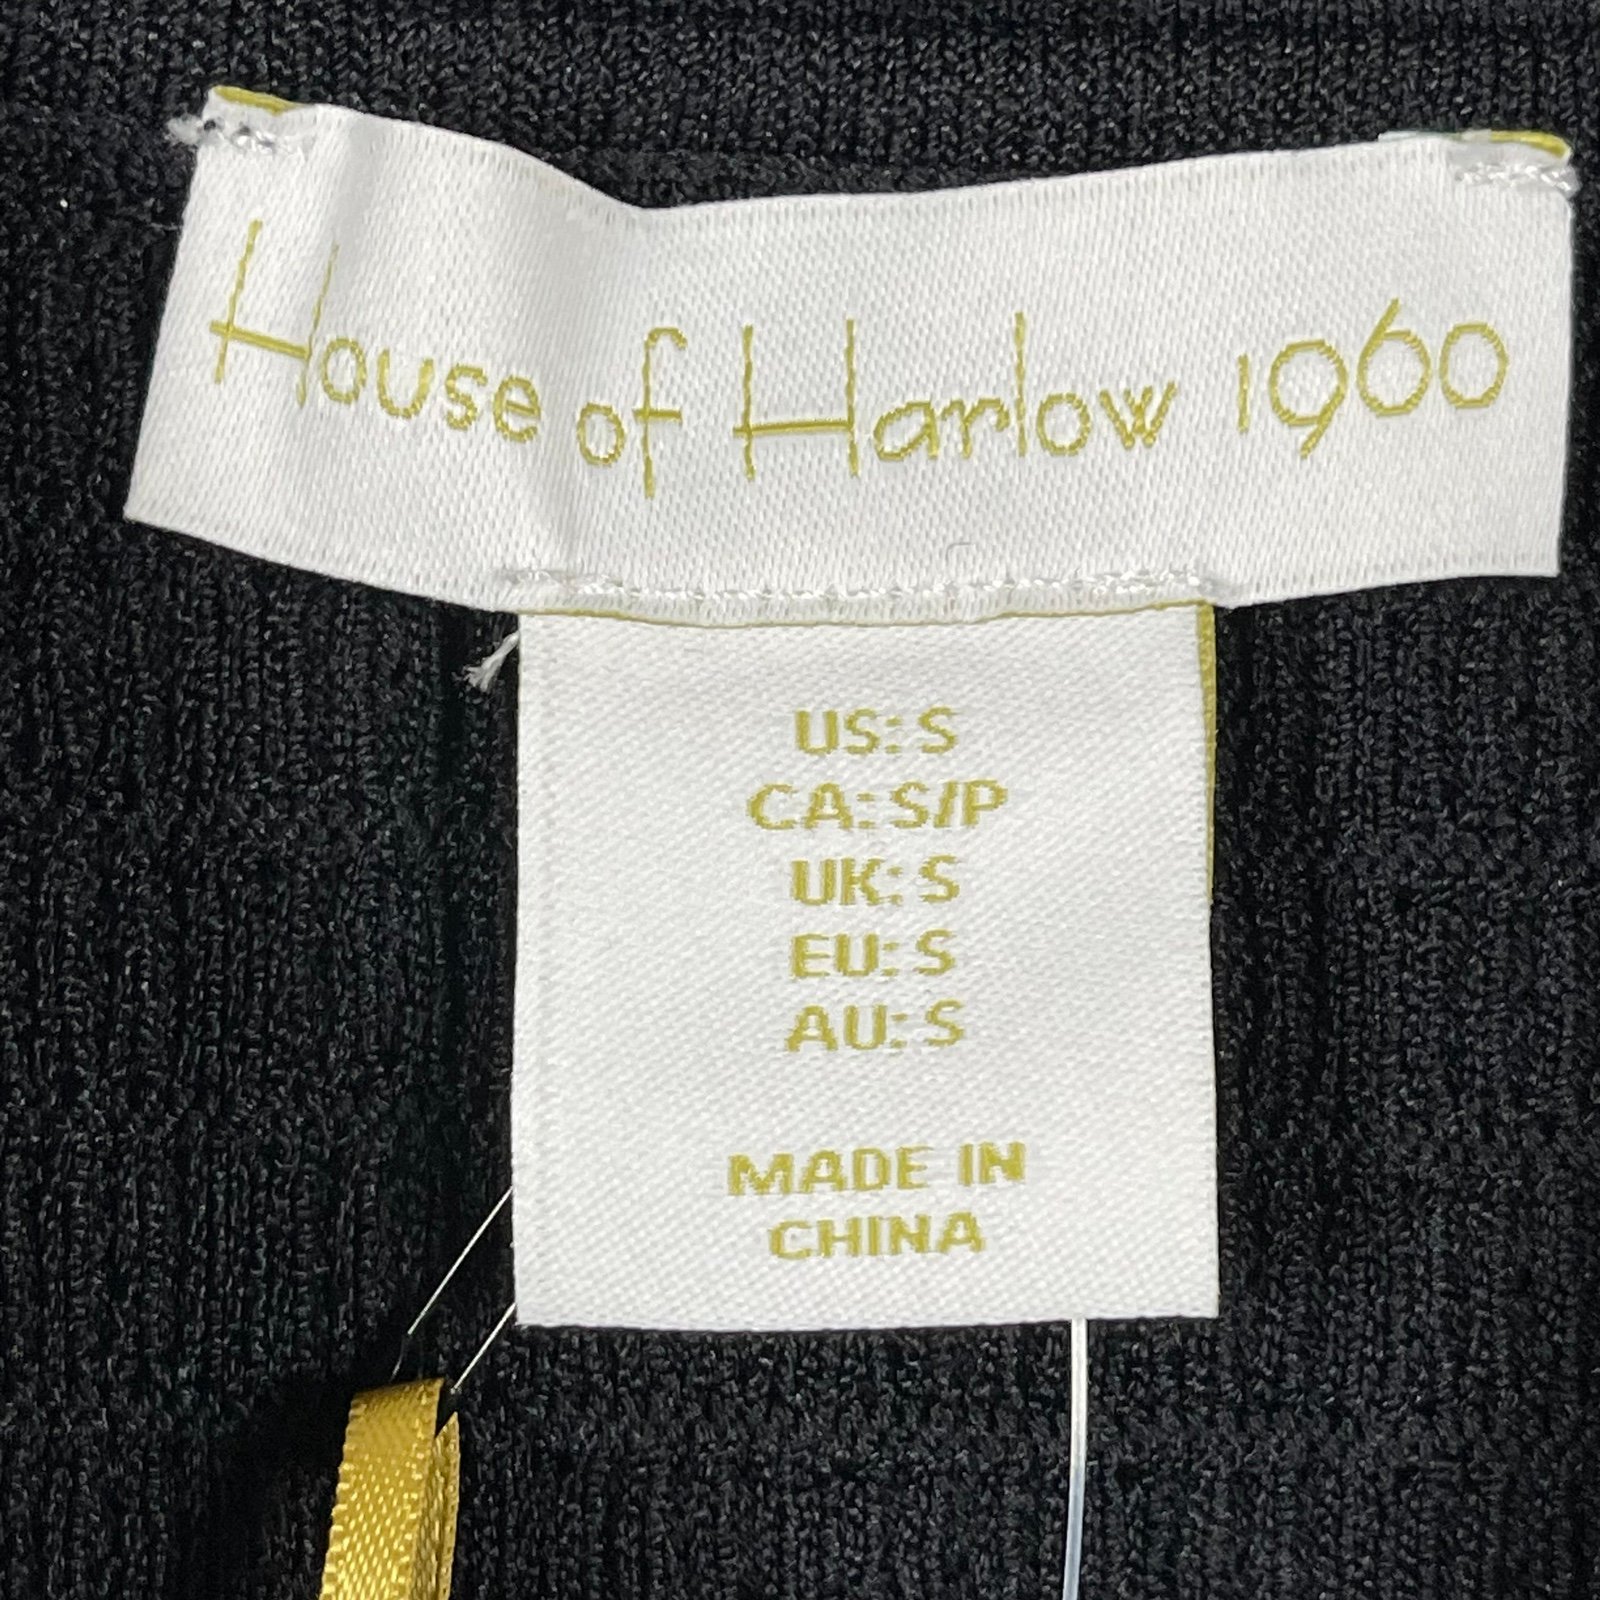 House of Harlow 1960
US: S
CA: S/P
UK: S
EU: S
AU: S
MADE IN
CHINA